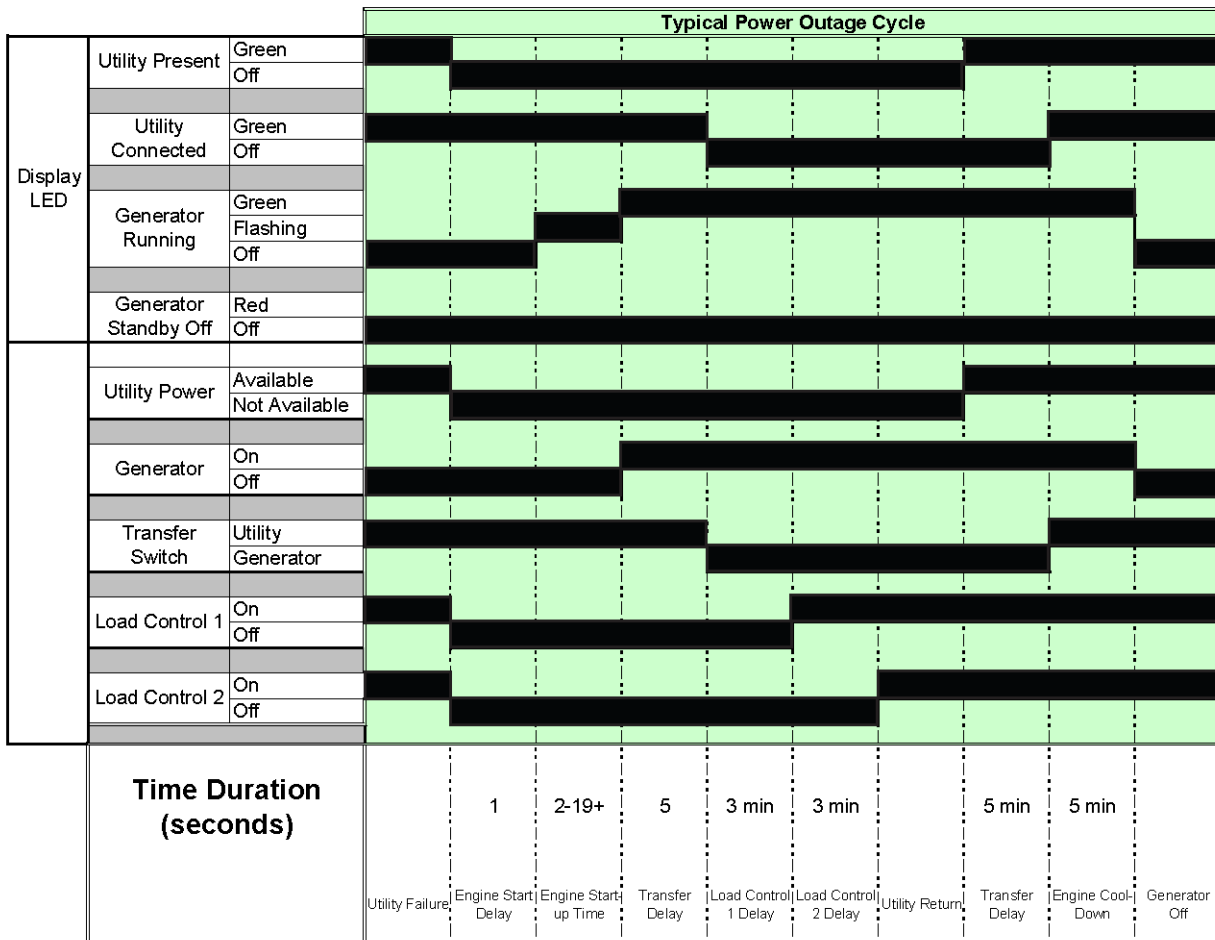 Typical Power Outage Cycle
Display
LED
Utility Present
Green
Off
Utility
Connected
Green
Off
Generator
Running
Green
Flashing
Off
Generator
Standby Off
Red
Off
Utility Power
Available
Not Available
Generator
On
Off
Transfer
Switch
Utility
Generator
Load Control 1
On
Off
Load Control 2
On
Off
Time Duration
(seconds)
1
2-19+
5
3 min
3 min
5 min
5 min
Utility Failure
Engine Start
Delay
Engine Start-
up Time
Transfer
Delay
Load Control
1 Delay
Load Control
2 Delay
Utility Return
Transfer
Delay
Engine Cool-
Down
Generator
Off